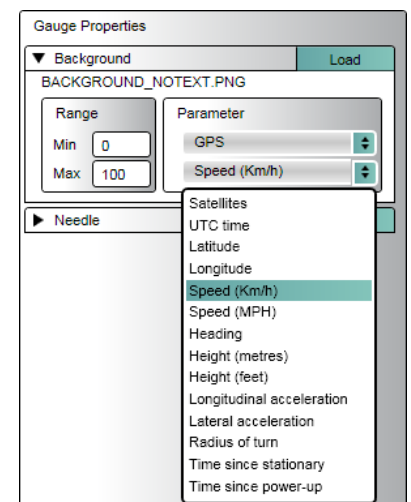 Gauge Properties
Background Load
BACKGROUND_NOTEXT.PNG
Range Parameter
Min 0 GPS
Max 100 Speed (Km/h)
Needle
Satellites
UTC time
Latitude
Longitude
Speed (Km/h)
Speed (MPH)
Heading
Height (metres)
Height (feet)
Longitudinal acceleration
Lateral acceleration
Radius of turn
Time since stationary
Time since power-up